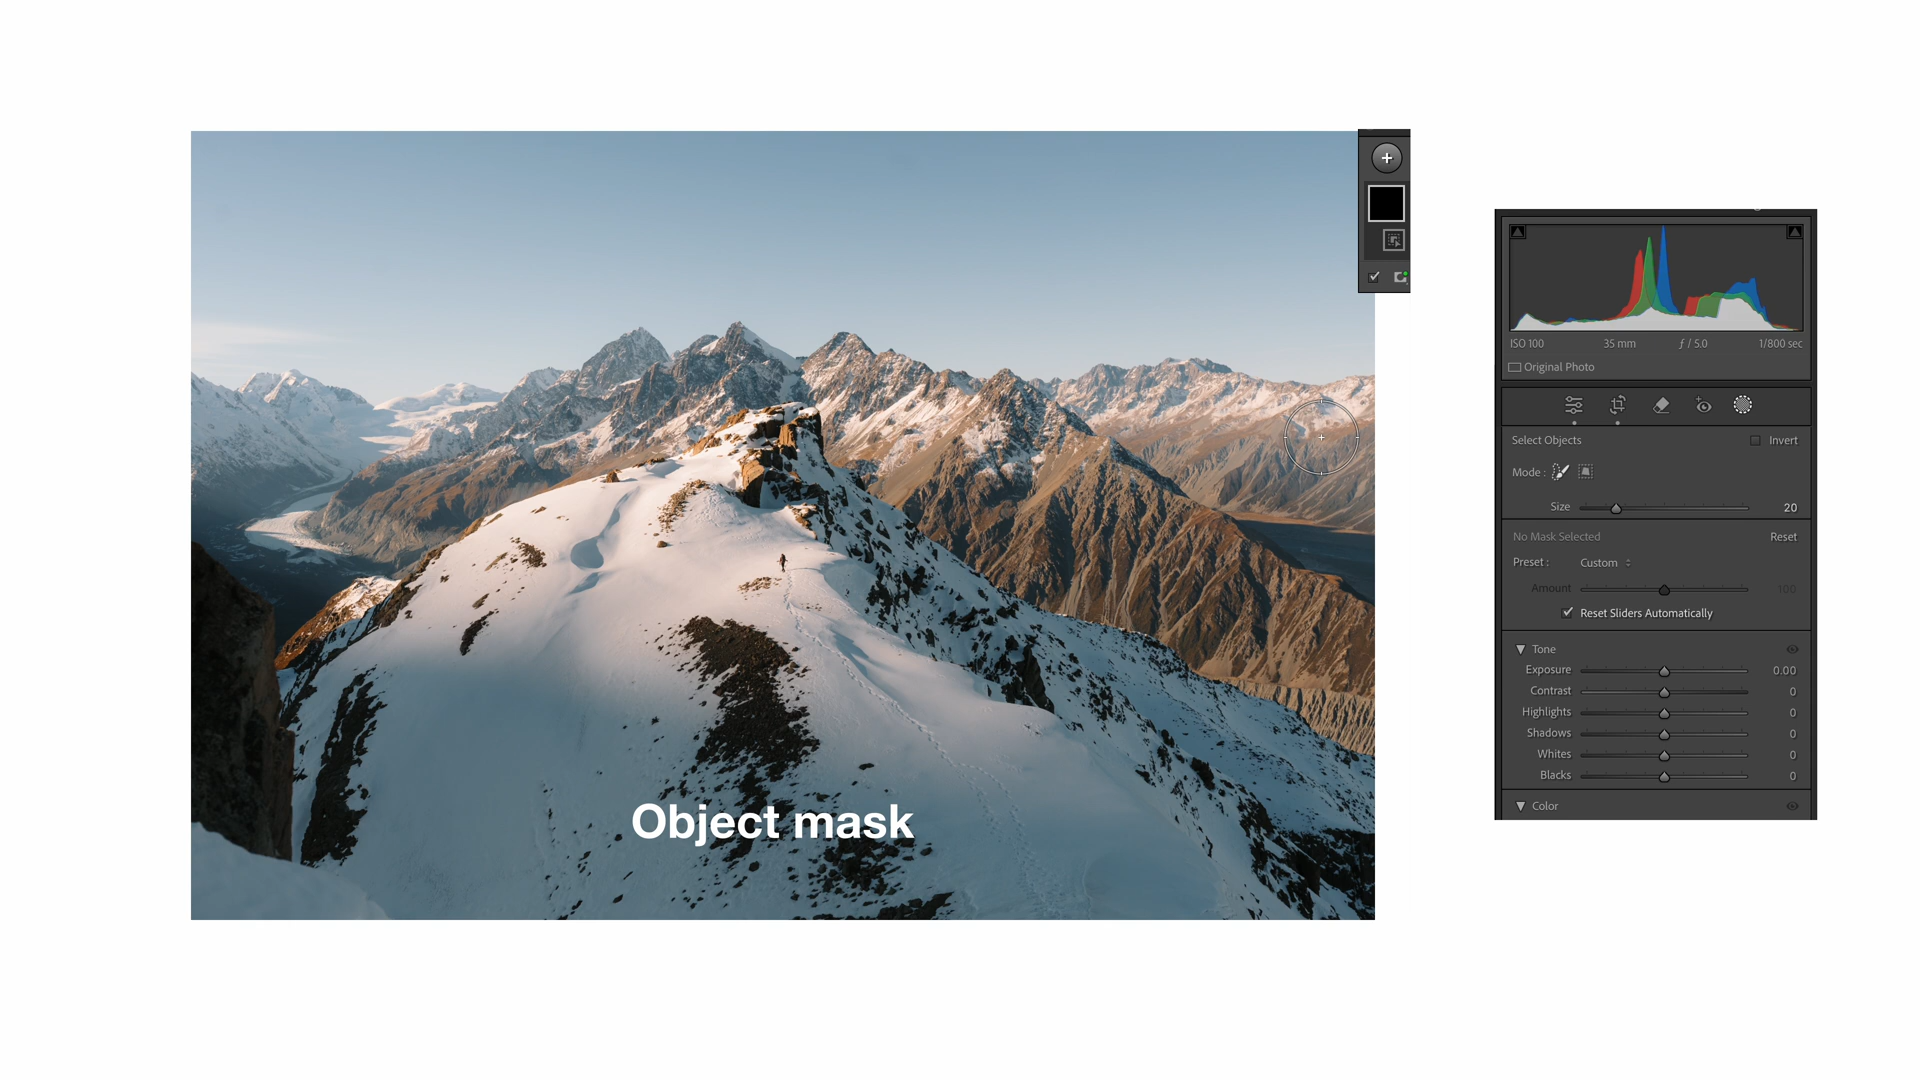 Object mask
ISO 100 35 mm ƒ / 5.0 1/800 sec
Original Photo
Select Objects Invert
Mode :
Size 20
No Mask Selected Reset
Preset : Custom
Amount 100
Reset Sliders Automatically
Tone
Exposure 0.00
Contrast 0
Highlights 0
Shadows 0
Whites 0
Blacks 0
Color